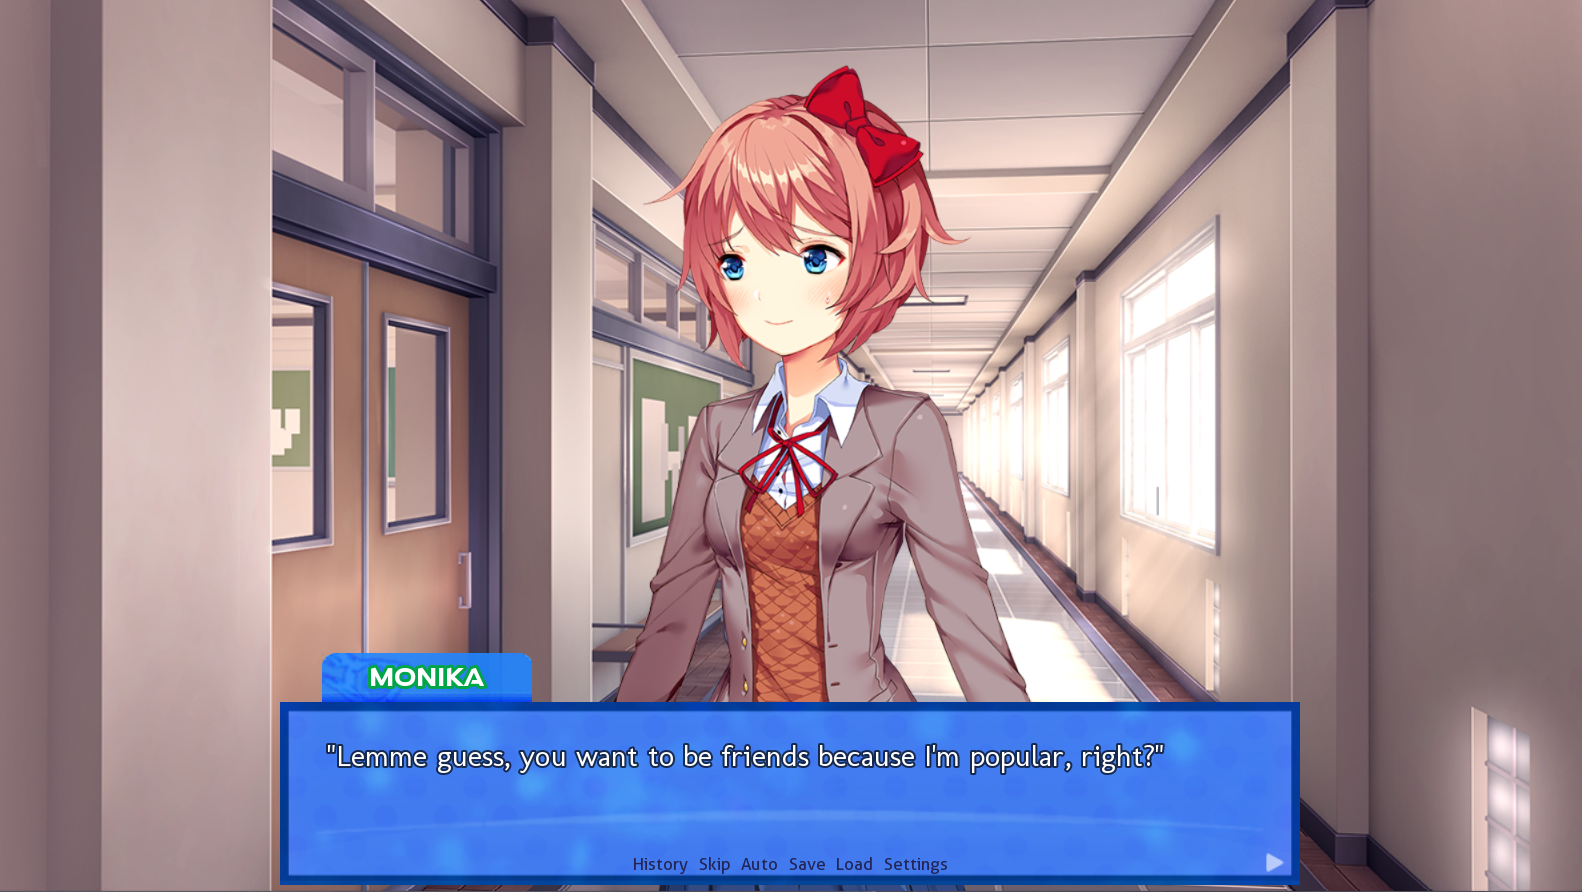 MONIKA
"Lemme guess, you want to be friends because I'm popular, right?"
History Skip Auto Save Load Settings